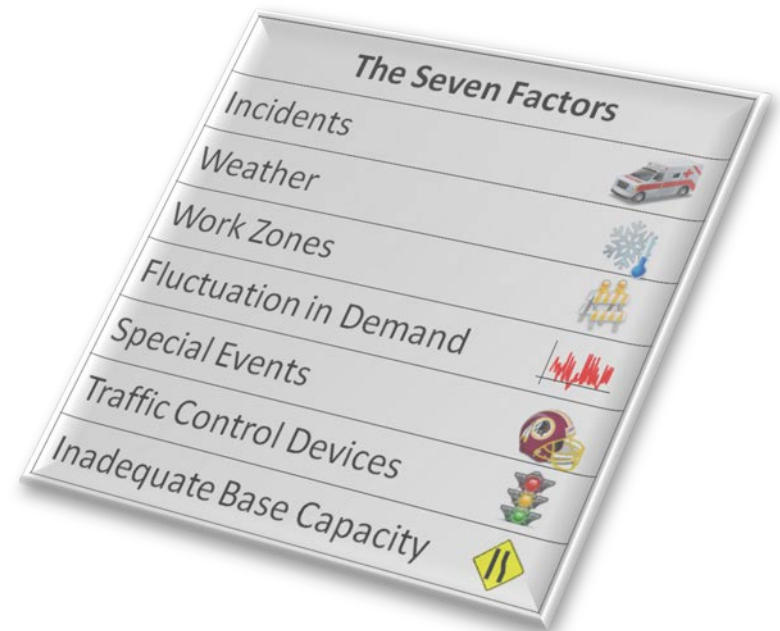 The Seven Factors
Incidents
Weather
Work Zones
Fluctuation in Demand
Special Events
Traffic Control Devices
Inadequate Base Capacity